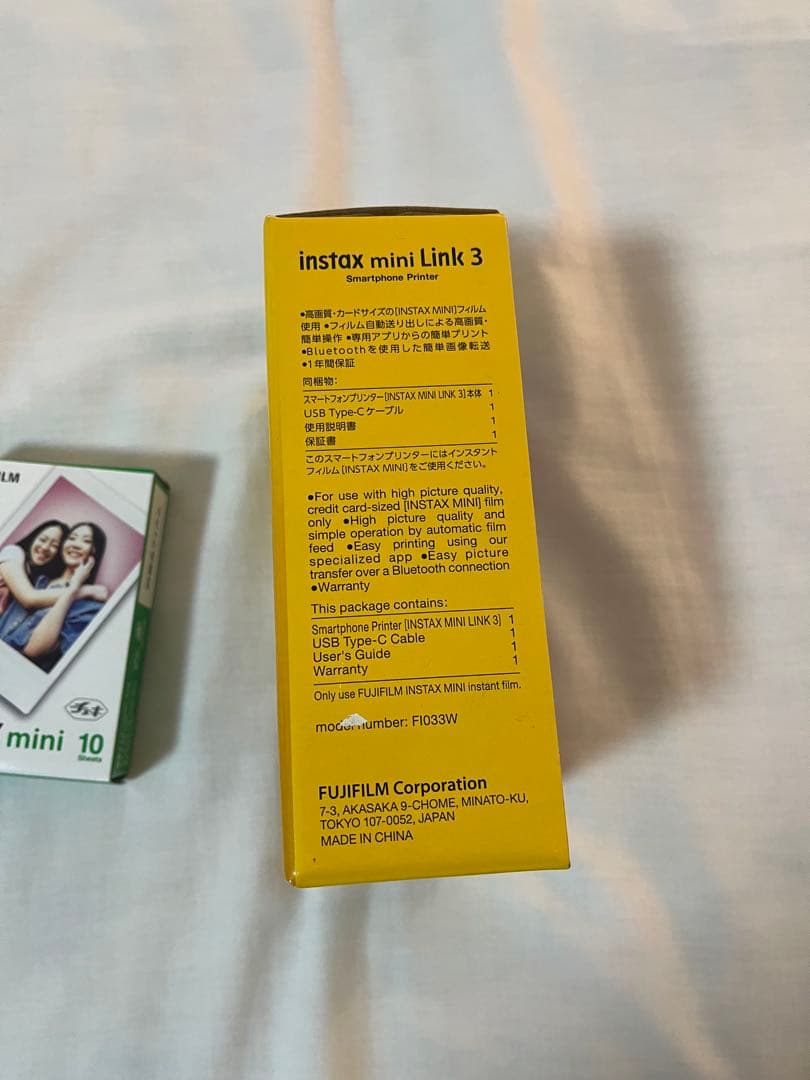 instax mini Link 3
Smartphone Printer
●高画質・カードサイズの[INSTAX MINI]フィルム
使用 ●フィルム自動送り出しによる高画質・
簡単操作 ●専用アプリからの簡単プリント
●Bluetoothを使用した簡単画像転送
●1年間保証
同梱物:
スマートフォンプリンター[INSTAX MINI LINK 3]本体 1
USB Type-Cケーブル 1
使用説明書 1
保証書 1
このスマートフォンプリンターにはインスタント
フィルム[INSTAX MINI]をご使用ください。
●For use with high picture quality,
credit card-sized [INSTAX MINI] film
only ●High picture quality and
simple operation by automatic film
feed ●Easy printing using our
specialized app ●Easy picture
transfer over a Bluetooth connection
●Warranty
This package contains:
Smartphone Printer [INSTAX MINI LINK 3] 1
USB Type-C Cable 1
User's Guide 1
Warranty 1
Only use FUJIFILM INSTAX MINI instant film.
model number: FI033W
FUJIFILM Corporation
7-3, AKASAKA 9-CHOME, MINATO-KU,
TOKYO 107-0052, JAPAN
MADE IN CHINA
ILM
チェキ
mini 10
Sheets